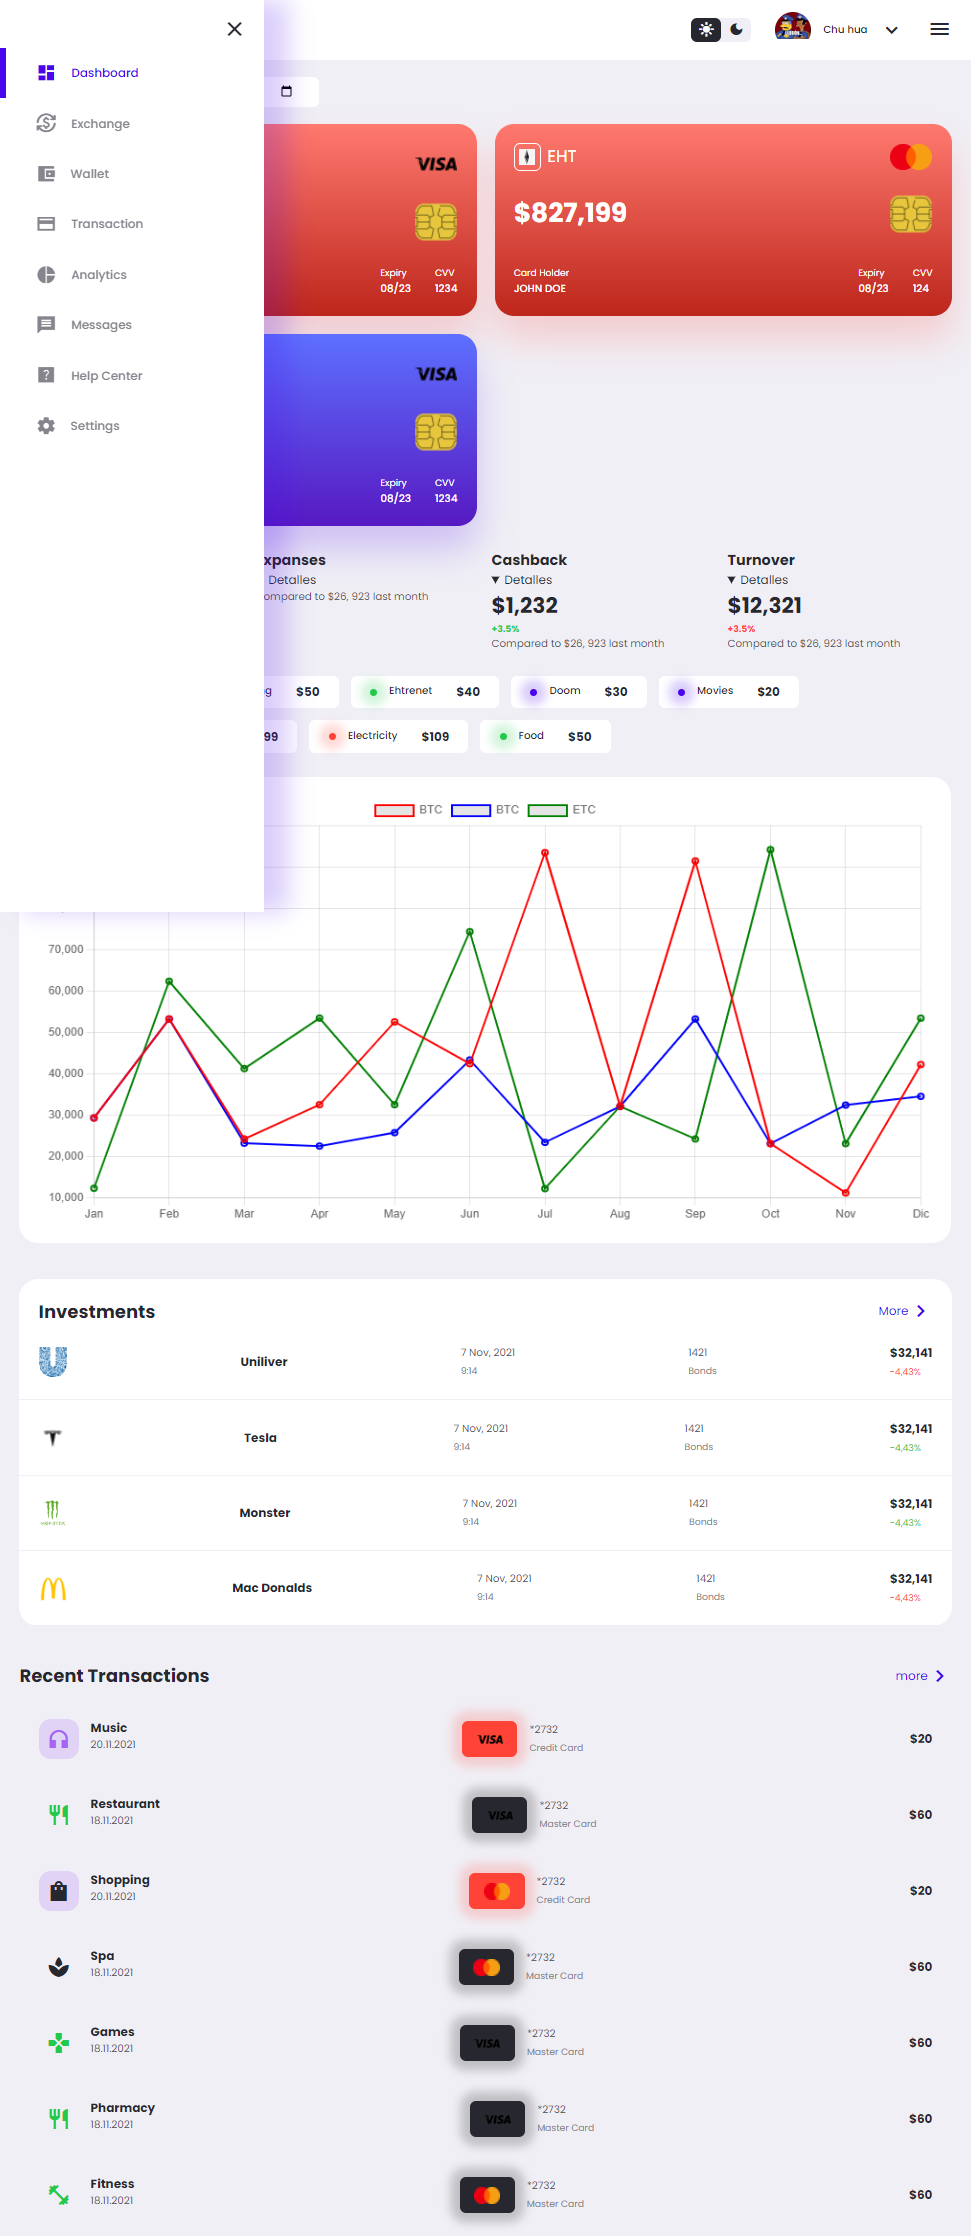 Chu hua
Dashboard
Exchange
Wallet
Transaction
Analytics
Messages
Help Center
Settings
VISA
Expiry CVV
08/23 1234
EHT
$827,199
Card Holder Expiry CVV
JOHN DOE 08/23 124
VISA
Expiry CVV
08/23 1234
xpanses
Detalles
ompared to $26, 923 last month
Cashback
▼ Detalles
$1,232
+3.5%
Compared to $26, 923 last month
Turnover
▼ Detalles
$12,321
+3.5%
Compared to $26, 923 last month
g $50
Ehtrenet $40
Doom $30
Movies $20
99
Electricity $109
Food $50
BTC BTC ETC
70,000
60,000
50,000
40,000
30,000
20,000
10,000
Jan Feb Mar Apr May Jun Jul Aug Sep Oct Nov Dic
Investments More
Uniliver 7 Nov, 2021 1421 $32,141
9:14 Bonds -4,43%
Tesla 7 Nov, 2021 1421 $32,141
9:14 Bonds -4,43%
MONSTER
Monster 7 Nov, 2021 1421 $32,141
9:14 Bonds -4,43%
Mac Donalds 7 Nov, 2021 1421 $32,141
9:14 Bonds -4,43%
Recent Transactions more
Music VISA *2732 $20
20.11.2021 Credit Card
Restaurant VISA *2732 $60
18.11.2021 Master Card
Shopping *2732 $20
20.11.2021 Credit Card
Spa *2732 $60
18.11.2021 Master Card
Games VISA *2732 $60
18.11.2021 Master Card
Pharmacy VISA *2732 $60
18.11.2021 Master Card
Fitness *2732 $60
18.11.2021 Master Card